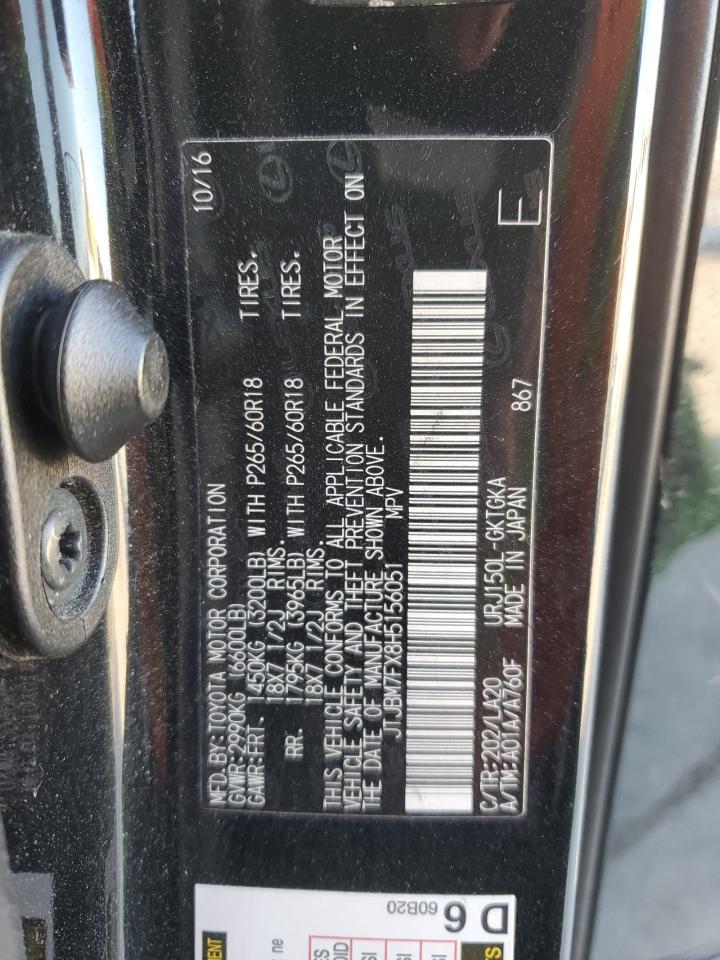 MFD.BY:TOYOTA MOTOR CORPORATION 10/16
GVWR:2990KG (6600LB)
GAWR:FRT. 1450KG (3200LB) WITH P265/60R18 TIRES.
18X7 1/2J RIMS.
RR. 1795KG (3965LB) WITH P265/60R18 TIRES.
18X7 1/2J RIMS.
THIS VEHICLE CONFORMS TO ALL APPLICABLE FEDERAL MOTOR
VEHICLE SAFETY AND THEFT PREVENTION STANDARDS IN EFFECT ON
THE DATE OF MANUFACTURE SHOWN ABOVE.
JTJBM7FX8H5156051 MPV
C/TR:202/LA20 URJ150L-GKTGKA
A/TMEA01A/A760F MADE IN JAPAN 867
E
D 6
60B20